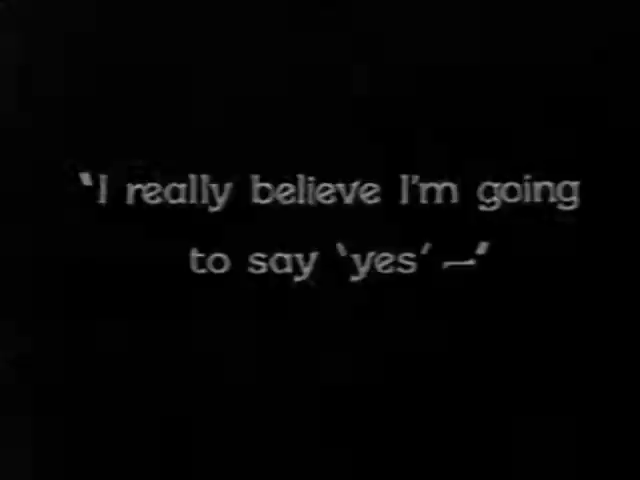 "I really believe I'm going
to say 'yes' —"